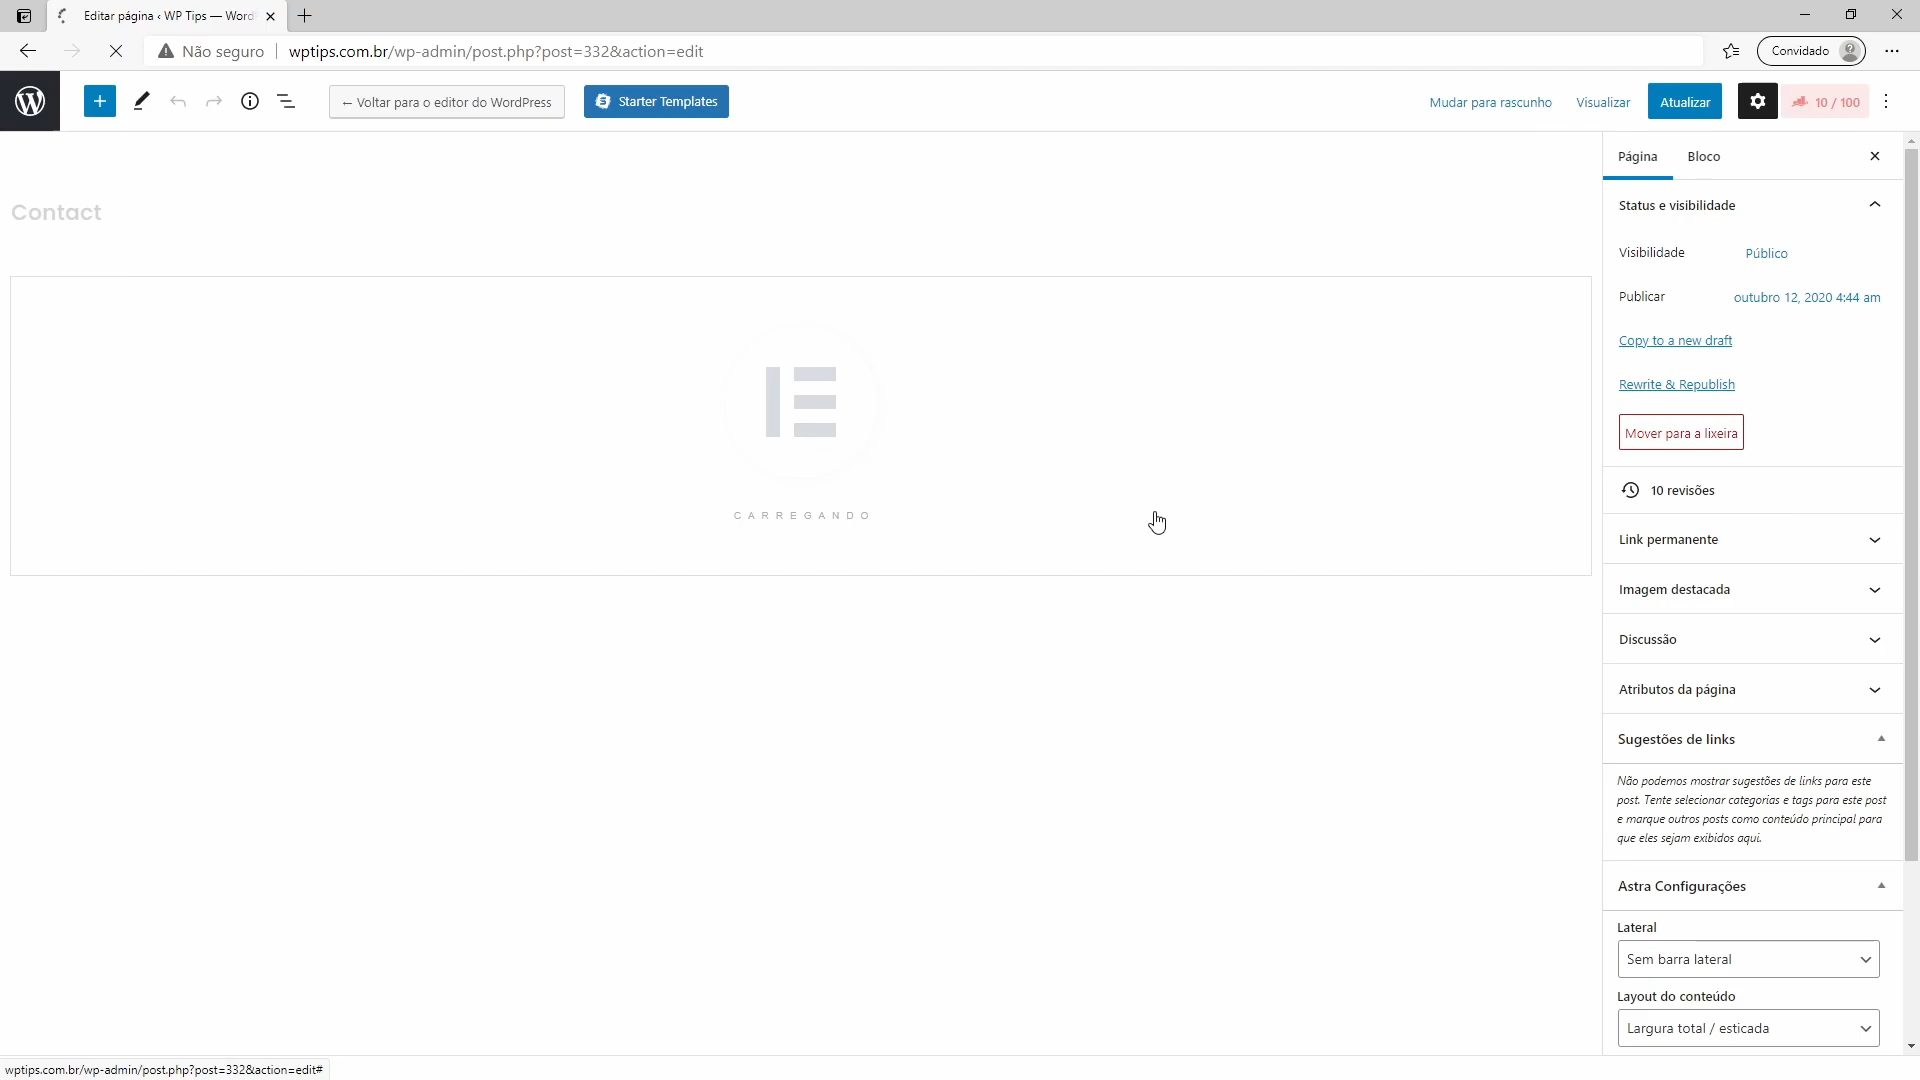 Editar página ‹ WP Tips — Word
Não seguro
wptips.com.br/wp-admin/post.php?post=332&action=edit
Convidado
← Voltar para o editor do WordPress
Starter Templates
Mudar para rascunho
Visualizar
Atualizar
10 / 100
Contact
CARREGANDO
Página
Bloco
Status e visibilidade
Visibilidade
Público
Publicar
outubro 12, 2020 4:44 am
Copy to a new draft
Rewrite & Republish
Mover para a lixeira
10 revisões
Link permanente
Imagem destacada
Discussão
Atributos da página
Sugestões de links
Não podemos mostrar sugestões de links para este
post. Tente selecionar categorias e tags para este post
e marque outros posts como conteúdo principal para
que eles sejam exibidos aqui.
Astra Configurações
Lateral
Sem barra lateral
Layout do conteúdo
Largura total / esticada
wptips.com.br/wp-admin/post.php?post=332&action=edit#